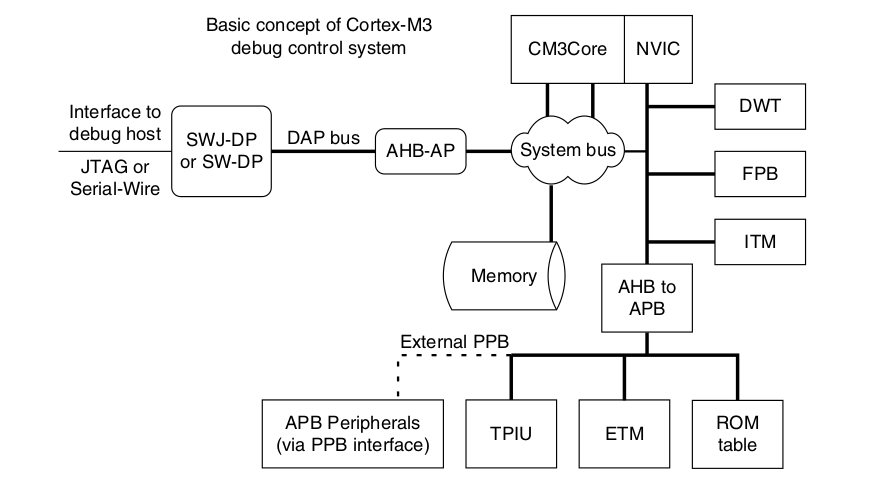 Basic concept of Cortex-M3
debug control system
CM3Core
NVIC
DWT
Interface to
debug host
JTAG or
Serial-Wire
SWJ-DP
or SW-DP
DAP bus
AHB-AP
System bus
FPB
ITM
Memory
AHB to
APB
External PPB
APB Peripherals
(via PPB interface)
TPIU
ETM
ROM
table